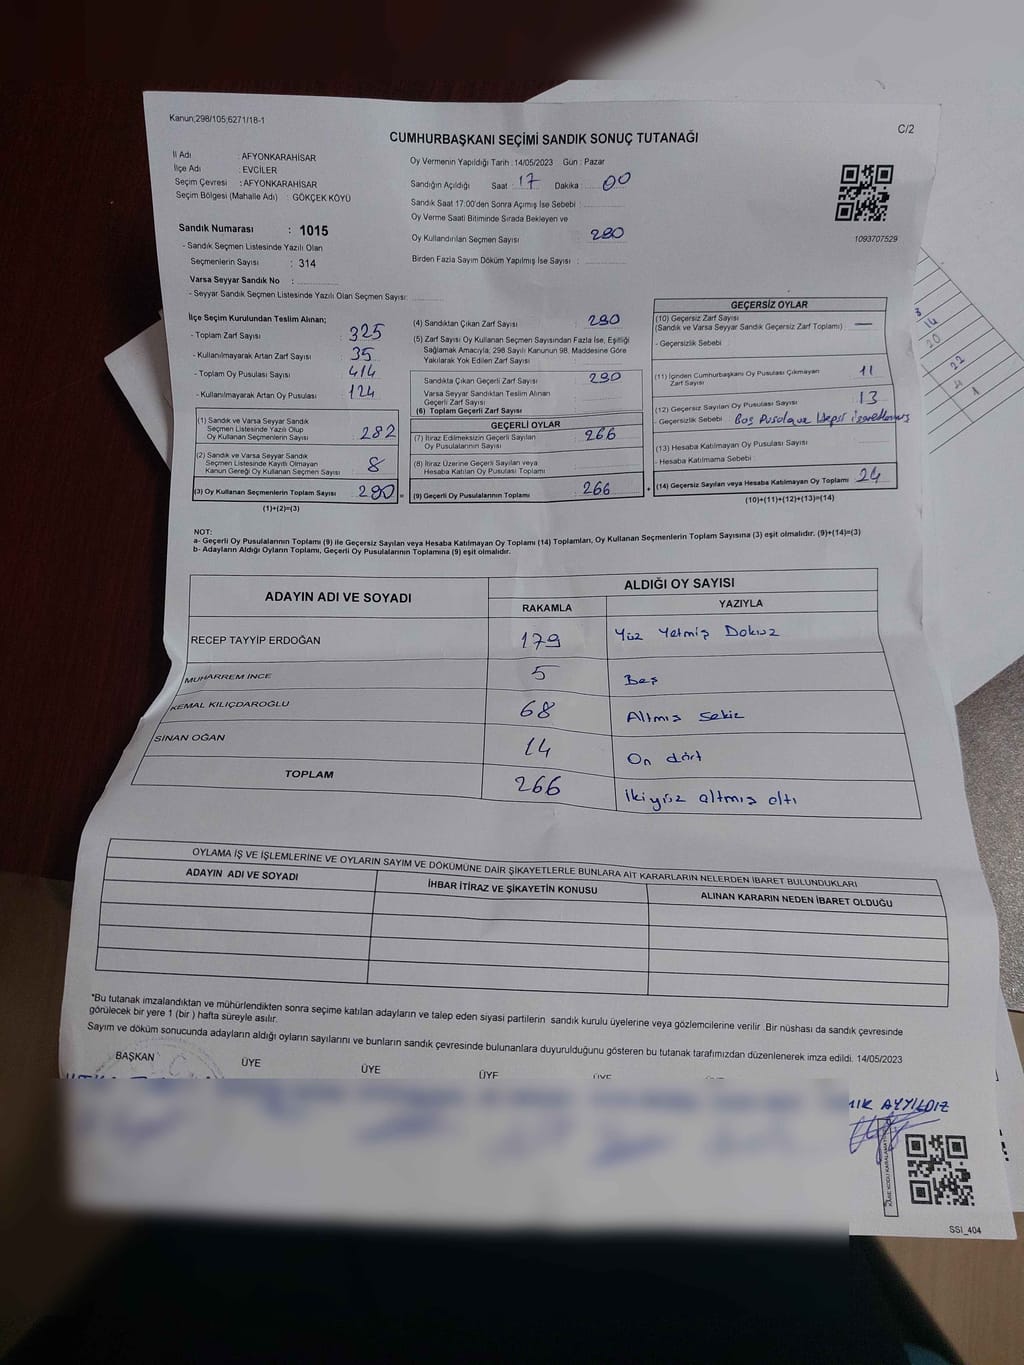 Kanun;298/105;6271/18-1
C/2
CUMHURBAŞKANI SEÇİMİ SANDIK SONUÇ TUTANAĞI
İl Adı : AFYONKARAHİSAR
İlçe Adı : EVCİLER
Seçim Çevresi : AFYONKARAHİSAR
Seçim Bölgesi (Mahalle Adı) : GÖKÇEK KÖYÜ
Sandık Numarası : 1015
- Sandık Seçmen Listesinde Yazılı Olan
Seçmenlerin Sayısı : 314
Varsa Seyyar Sandık No :
- Seyyar Sandık Seçmen Listesinde Yazılı Olan Seçmen Sayısı:
Oy Vermenin Yapıldığı Tarih : 14/05/2023 Gün : Pazar
Sandığın Açıldığı Saat : 17 Dakika : 00
Sandık Saat 17:00'den Sonra Açılmış İse Sebebi :
Oy Verme Saati Bitiminde Sırada Bekleyen ve
Oy Kullandırılan Seçmen Sayısı : 290
Birden Fazla Sayım Döküm Yapılmış İse Sayısı :
1093707529
İlçe Seçim Kurulundan Teslim Alınan;
- Toplam Zarf Sayısı : 325
- Kullanılmayarak Artan Zarf Sayısı : 35
- Toplam Oy Pusulası Sayısı : 414
- Kullanılmayarak Artan Oy Pusulası : 124
(1) Sandık ve Varsa Seyyar Sandık
Seçmen Listesinde Yazılı Olup
Oy Kullanan Seçmenlerin Sayısı : 282
(2) Sandık ve Varsa Seyyar Sandık
Seçmen Listesinde Kayıtlı Olmayan
Kanun Gereği Oy Kullanan Seçmen Sayısı : 8
(3) Oy Kullanan Seçmenlerin Toplam Sayısı : 290 =
(1)+(2)=(3)
(4) Sandıktan Çıkan Zarf Sayısı : 290
(5) Zarf Sayısı Oy Kullanan Seçmen Sayısından Fazla İse, Eşitliği
Sağlamak Amacıyla, 298 Sayılı Kanunun 98. Maddesine Göre
Yakılarak Yok Edilen Zarf Sayısı :
Sandıkta Çıkan Geçerli Zarf Sayısı : 290
Varsa Seyyar Sandıktan Teslim Alınan
Geçerli Zarf Sayısı
(6) Toplam Geçerli Zarf Sayısı
GEÇERLİ OYLAR
(7) İtiraz Edilmeksizin Geçerli Sayılan
Oy Pusulalarının Sayısı : 266
(8) İtiraz Üzerine Geçerli Sayılan veya
Hesaba Katılan Oy Pusulası Toplamı
(9) Geçerli Oy Pusulalarının Toplamı : 266 +
GEÇERSİZ OYLAR
(10) Geçersiz Zarf Sayısı
(Sandık ve Varsa Seyyar Sandık Geçersiz Zarf Toplamı) : —
- Geçersizlik Sebebi
(11) İçinden Cumhurbaşkanı Oy Pusulası Çıkmayan
Zarf Sayısı : 11
(12) Geçersiz Sayılan Oy Pusulası Sayısı : 13
- Geçersizlik Sebebi : Boş Pusula ve Hepsi
(13) Hesaba Katılmayan Oy Pusulası Sayısı
- Hesaba Katılmama Sebebi
(14) Geçersiz Sayılan veya Hesaba Katılmayan Oy Toplamı : 24
(10)+(11)+(12)+(13)=(14)
NOT:
a- Geçerli Oy Pusulalarının Toplamı (9) ile Geçersiz Sayılan veya Hesaba Katılmayan Oy Toplamı (14) Toplamları, Oy Kullanan Seçmenlerin Toplam Sayısına (3) eşit olmalıdır. (9)+(14)=(3)
b- Adayların Aldığı Oyların Toplamı, Geçerli Oy Pusulalarının Toplamına (9) eşit olmalıdır.
ADAYIN ADI VE SOYADI
ALDIĞI OY SAYISI
RAKAMLA YAZIYLA
RECEP TAYYİP ERDOĞAN 179 Yüz Yetmiş Dokuz
MUHARREM İNCE 5 Beş
KEMAL KILIÇDAROĞLU 68 Altmış sekiz
SİNAN OĞAN 14 On dört
TOPLAM 266 İkiyüz altmış altı
OYLAMA İŞ VE İŞLEMLERİNE VE OYLARIN SAYIM VE DÖKÜMÜNE DAİR ŞİKAYETLERLE BUNLARA AİT KARARLARIN NELERDEN İBARET BULUNDUKLARI
ADAYIN ADI VE SOYADI İHBAR İTİRAZ VE ŞİKAYETİN KONUSU ALINAN KARARIN NEDEN İBARET OLDUĞU
*Bu tutanak imzalandıktan ve mühürlendikten sonra seçime katılan adayların ve talep eden siyasi partilerin sandık kurulu üyelerine veya gözlemcilerine verilir. Bir nüshası da sandık çevresinde
görülecek bir yere 1 (bir ) hafta süreyle asılır.
Sayım ve döküm sonucunda adayların aldığı oyların sayılarını ve bunların sandık çevresinde bulunanlara duyurulduğunu gösteren bu tutanak tarafımızdan düzenlenerek imza edildi. 14/05/2023
BAŞKAN ÜYE ÜYE ÜYE ÜYE
AYYILDIZ
SSI_404
14
20
22